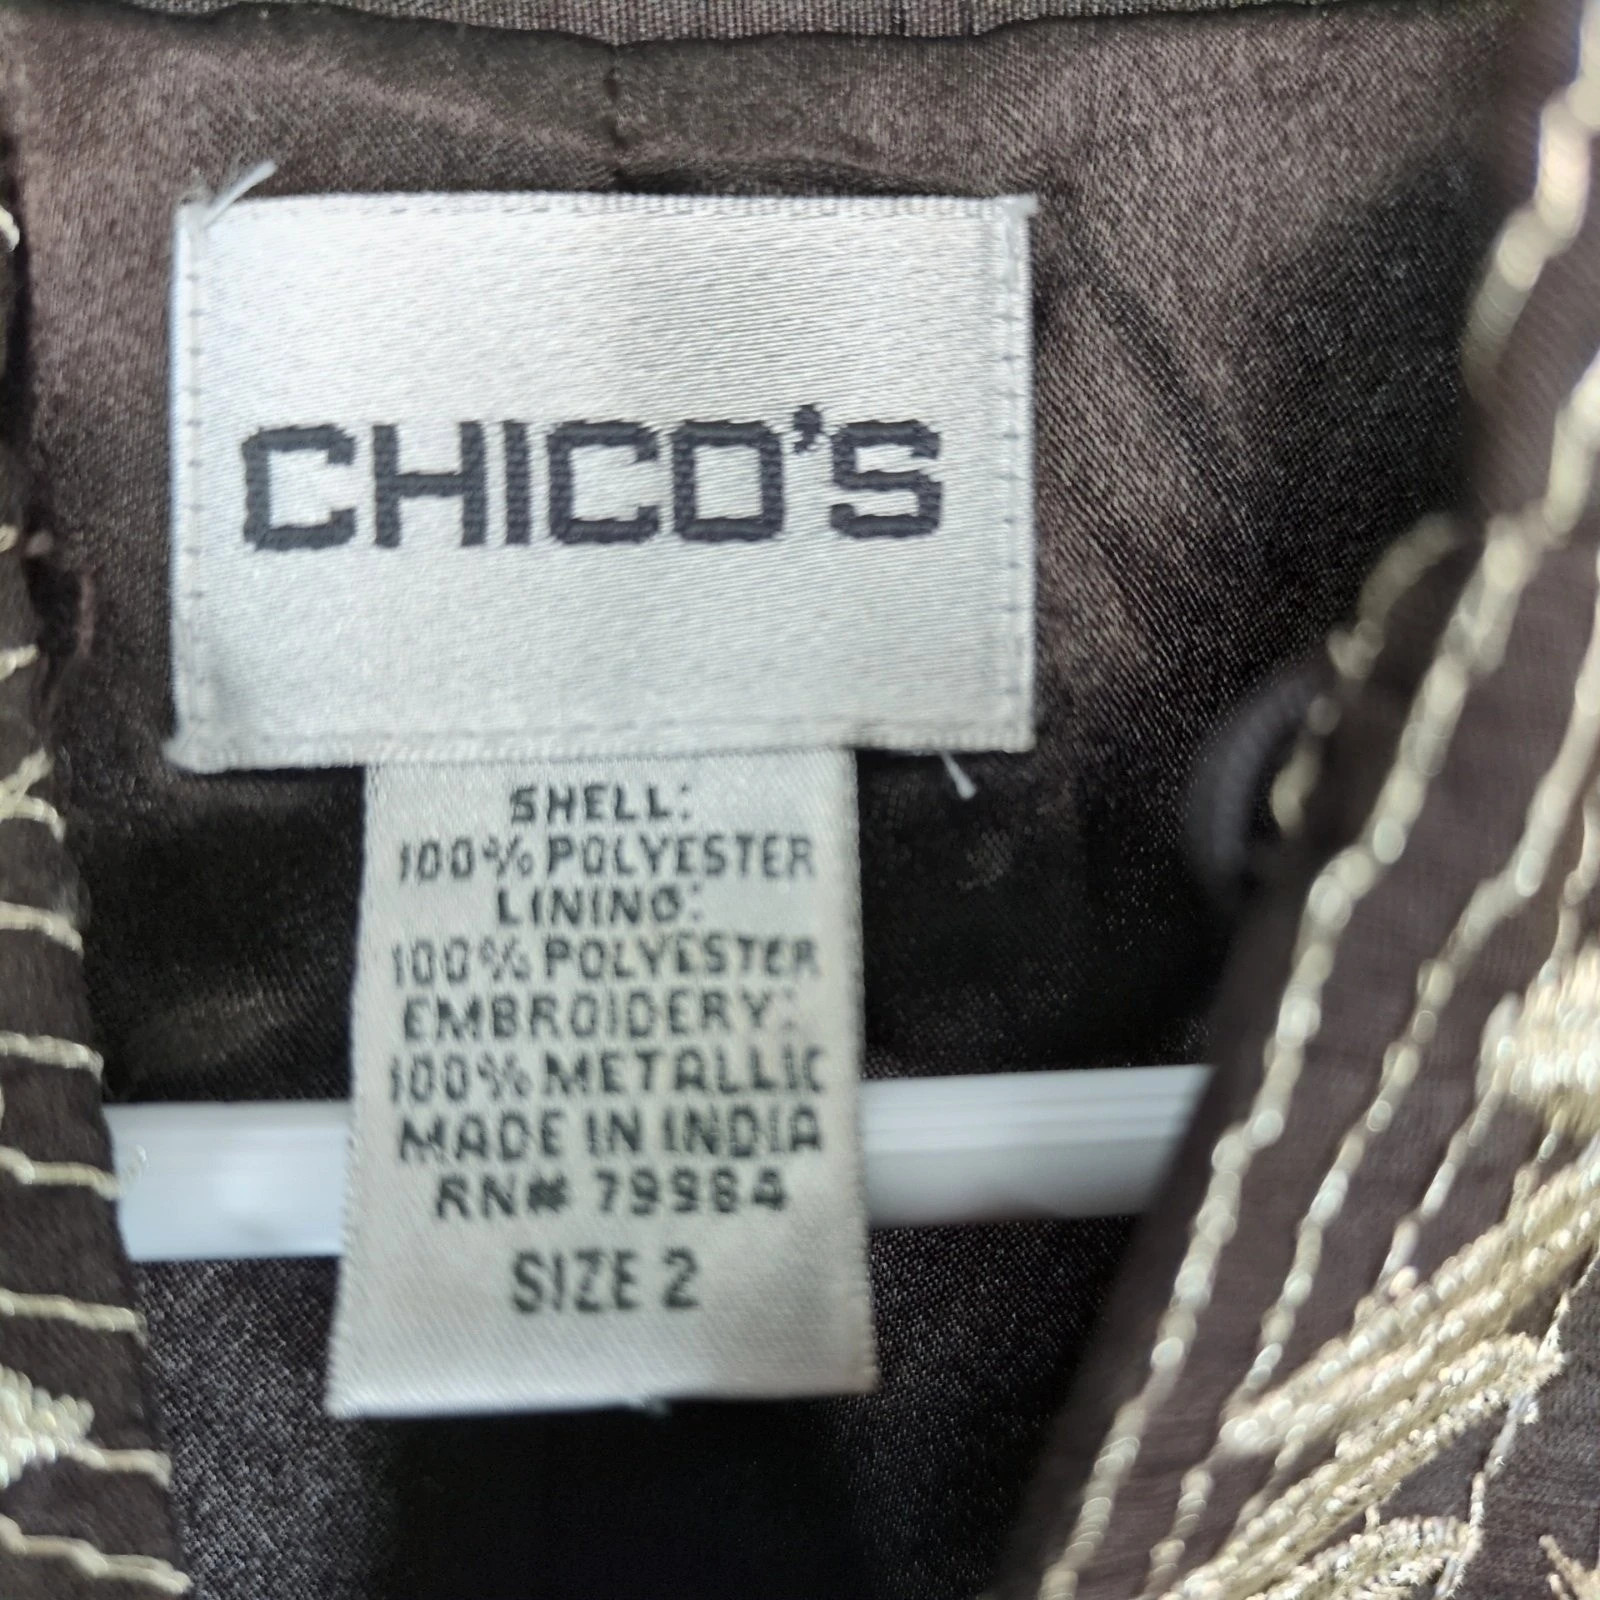 CHICO'S
SHELL:
100% POLYESTER
LINING:
100% POLYESTER
EMBROIDERY:
100% METALLIC
MADE IN INDIA
RN# 79984
SIZE 2